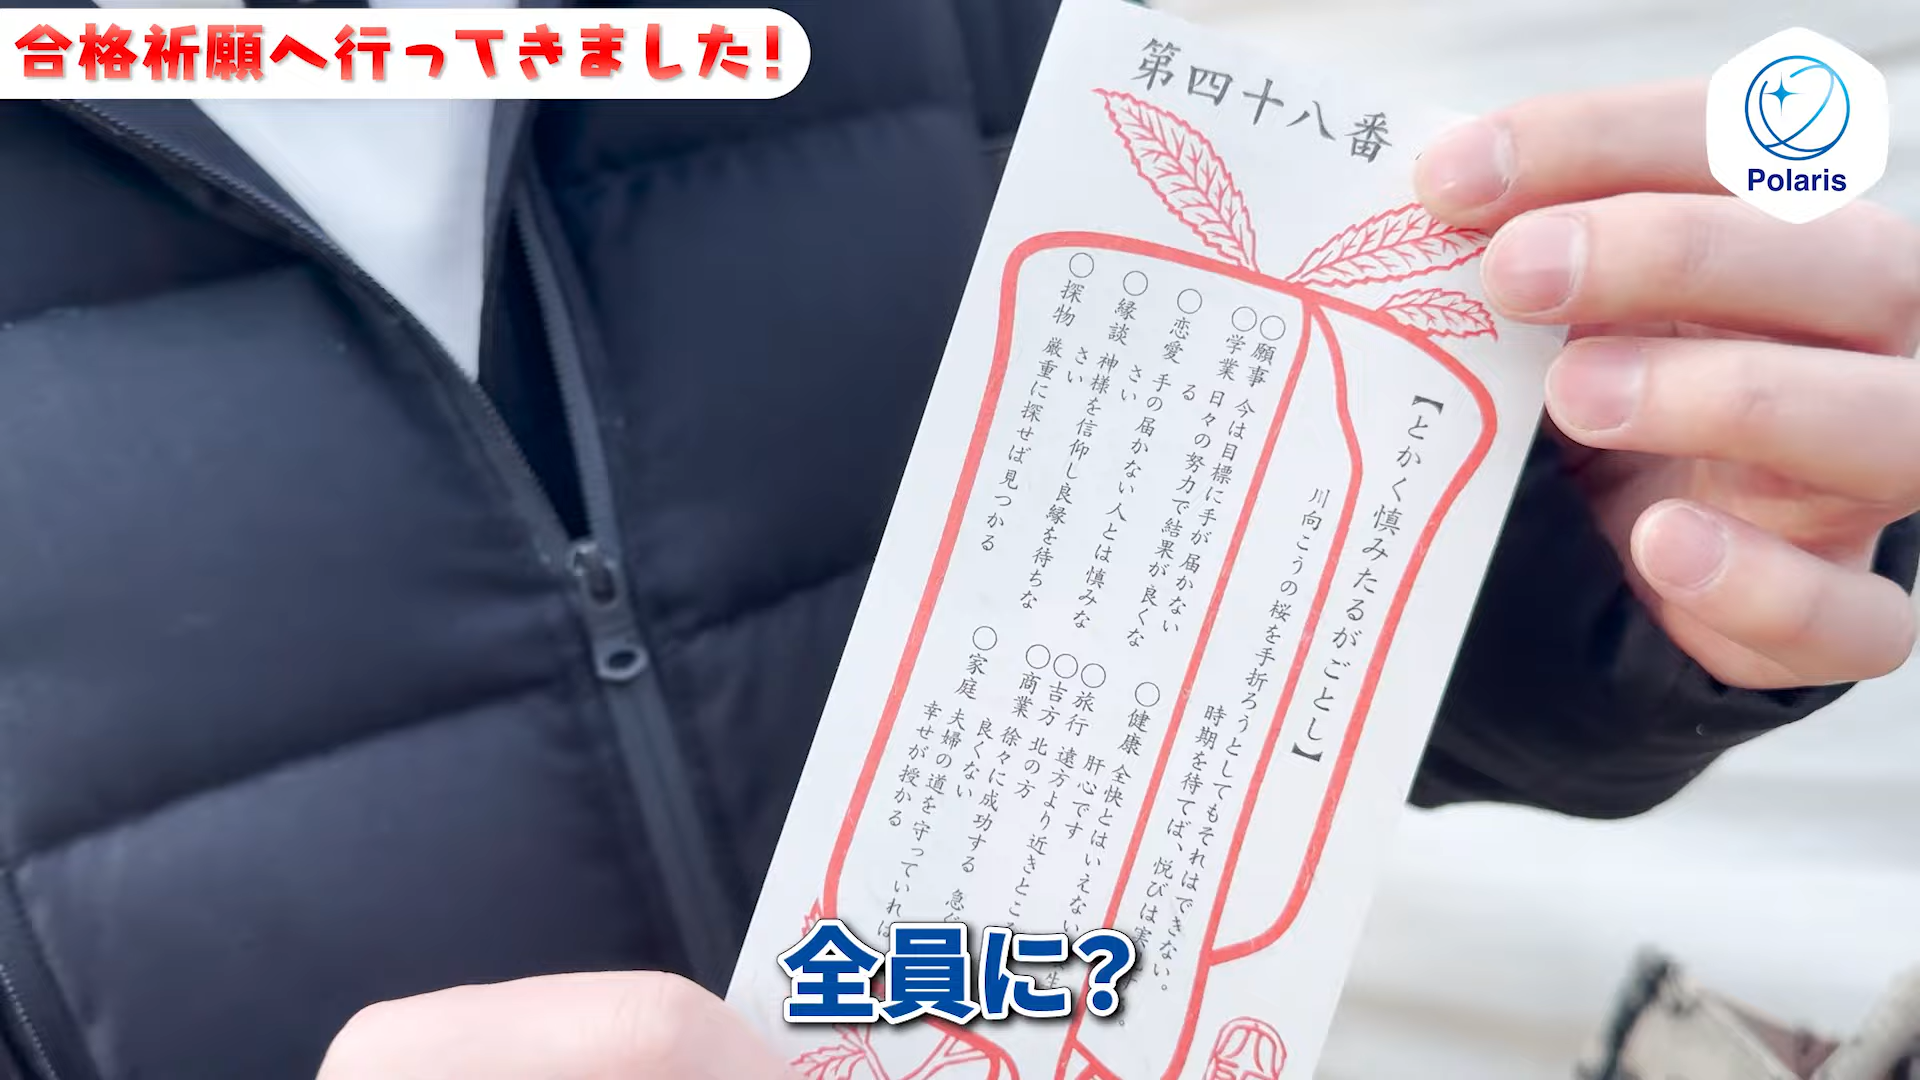 合格祈願へ行ってきました!
Polaris
第四十八番
【とかく慎みたるがごとし】
川向こうの桜を手折ろうとしてもそれはできない。
時期を待てば、悦びは
○願事 今は目標に手が届かない
○学業 日々の努力で結果が良くな
る
○恋愛 手の届かない人とは慎みな
さい
○縁談 神様を信仰し良縁を待ちな
さい
○探物 厳重に探せば見つかる
○健康 全快とはいえない
肝心です
○旅行 遠方より近きところ
○吉方 北の方
○商業 徐々に成功する
良くない
○家庭 夫婦の道を守っていれば
幸せが授かる
全員に?